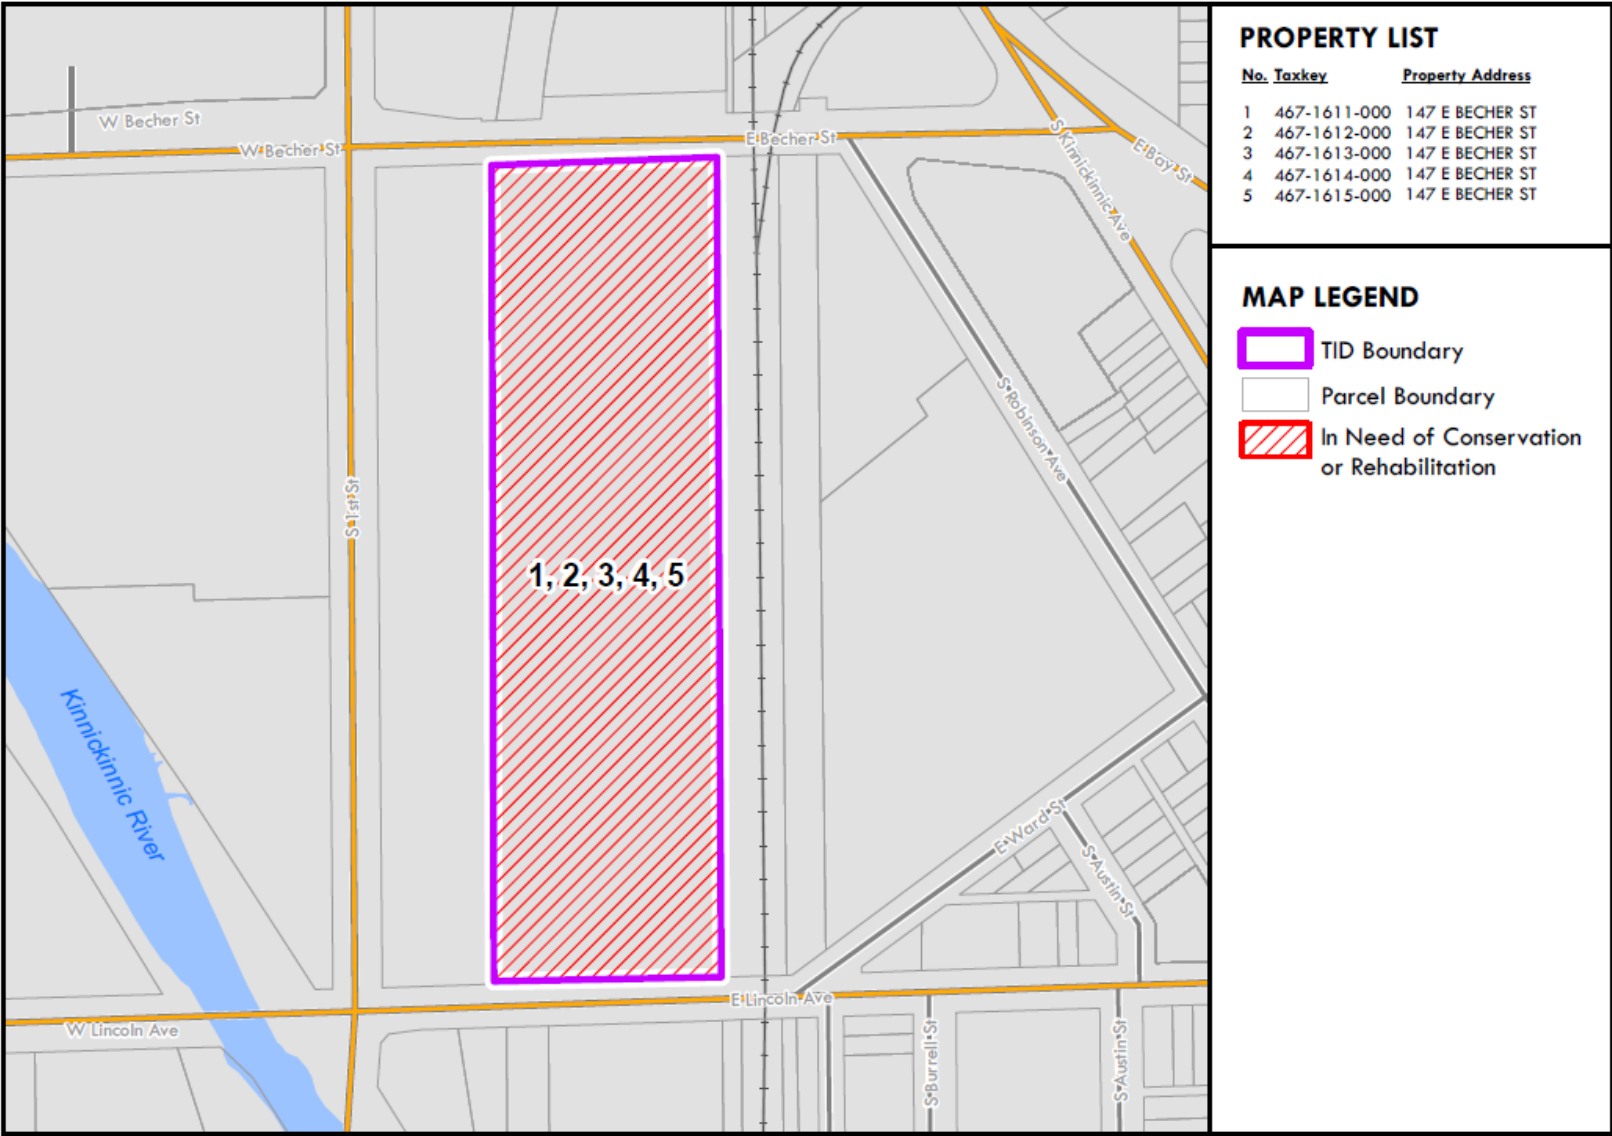 PROPERTY LIST
No. Taxkey Property Address
1 467-1611-000 147 E BECHER ST
2 467-1612-000 147 E BECHER ST
3 467-1613-000 147 E BECHER ST
4 467-1614-000 147 E BECHER ST
5 467-1615-000 147 E BECHER ST
MAP LEGEND
TID Boundary
Parcel Boundary
In Need of Conservation
or Rehabilitation
W Becher St
W Becher St
E Becher St
S Kinnickinnic Ave
E Bay St
S Robinson Ave
S 1st St
1, 2, 3, 4, 5
Kinnickinnic River
E Ward St
S Austin St
E Lincoln Ave
W Lincoln Ave
S Burrell St
S Austin St